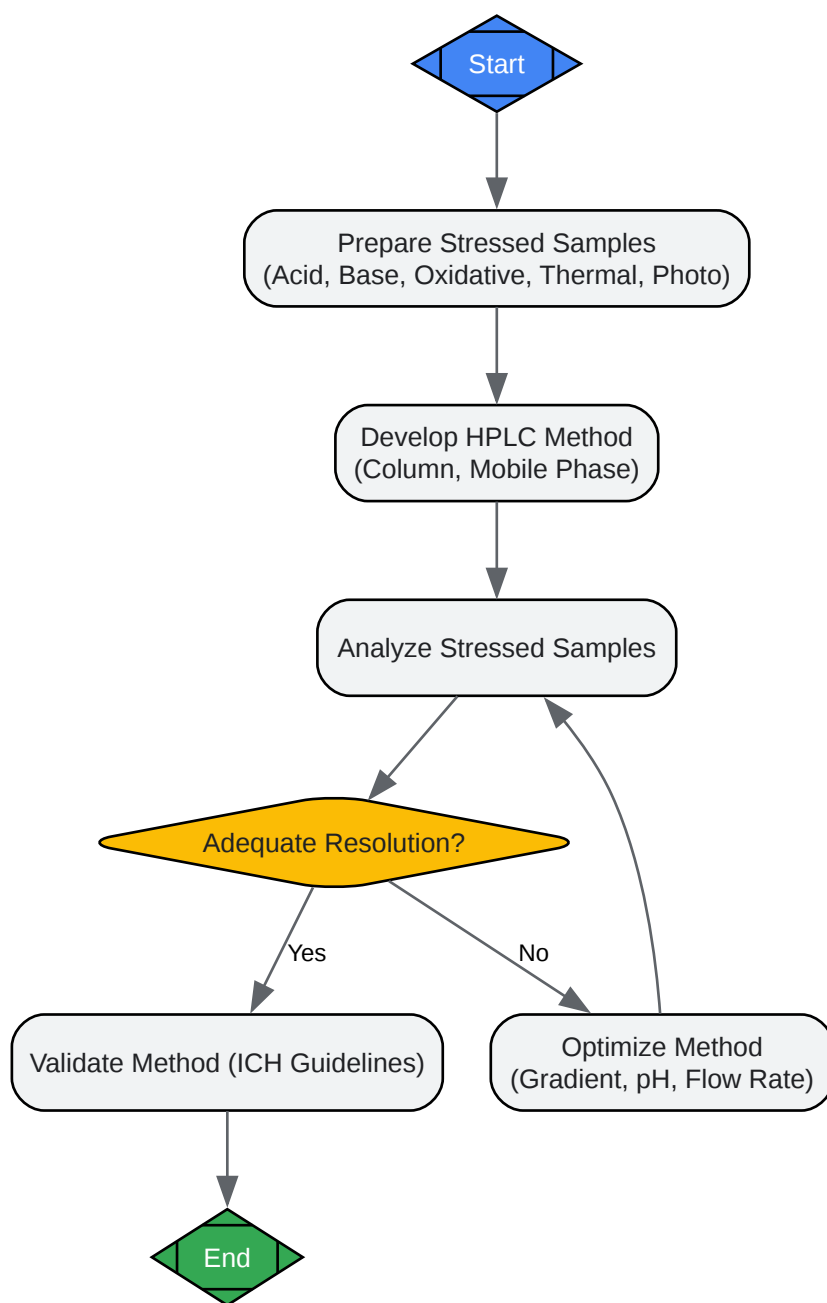 Start
Prepare Stressed Samples
(Acid, Base, Oxidative, Thermal, Photo)
Develop HPLC Method
(Column, Mobile Phase)
Analyze Stressed Samples
Adequate Resolution?
Yes
No
Validate Method (ICH Guidelines)
Optimize Method
(Gradient, pH, Flow Rate)
End